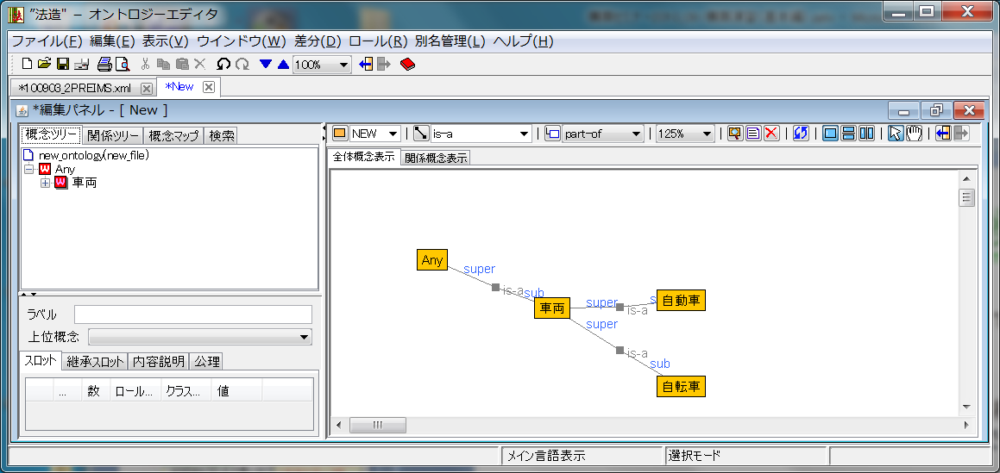 "法造" - オントロジーエディタ
ファイル(F) 編集(E) 表示(V) ウインドウ(W) 差分(D) ロール(R) 別名管理(L) ヘルプ(H)
100%
*100903_2PREIMS.xml *New
*編集パネル - [ New ]
概念ツリー 関係ツリー 概念マップ 検索
NEW is-a part-of 125%
new_ontology(new_file)
Any
車両
全体概念表示 関係概念表示
Any
super
is-a
sub
車両
super
is-a
s
自動車
super
is-a
sub
自転車
ラベル
上位概念
スロット 継承スロット 内容説明 公理
... 数 ロール... クラス... 値
メイン言語表示 選択モード